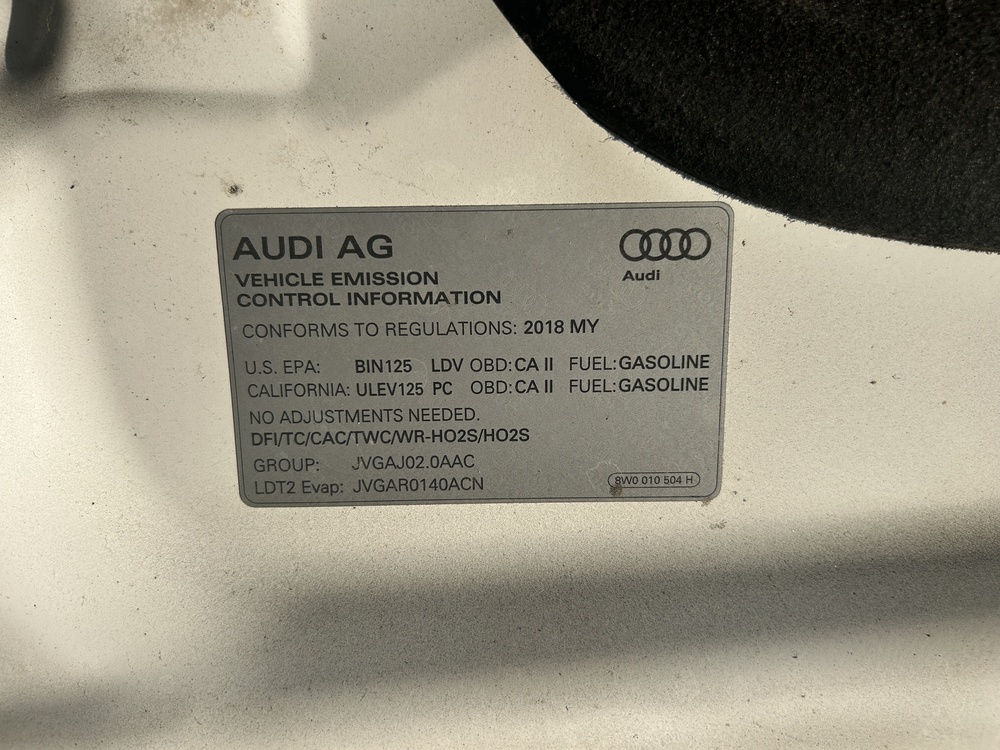 AUDI AG
Audi
VEHICLE EMISSION
CONTROL INFORMATION
CONFORMS TO REGULATIONS: 2018 MY
U.S. EPA: BIN125 LDV OBD:CA II FUEL:GASOLINE
CALIFORNIA: ULEV125 PC OBD:CA II FUEL:GASOLINE
NO ADJUSTMENTS NEEDED.
DFI/TC/CAC/TWC/WR-HO2S/HO2S
GROUP: JVGAJ02.0AAC
LDT2 Evap: JVGAR0140ACN
8W0 010 504 H